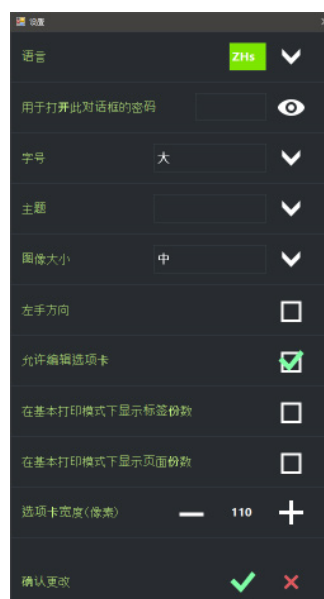 设置
语言 ZHs
用于打开此对话框的密码
字号 大
主题
图像大小 中
左手方向
允许编辑选项卡
在基本打印模式下显示标签份数
在基本打印模式下显示页面份数
选项卡宽度(像素) 110
确认更改